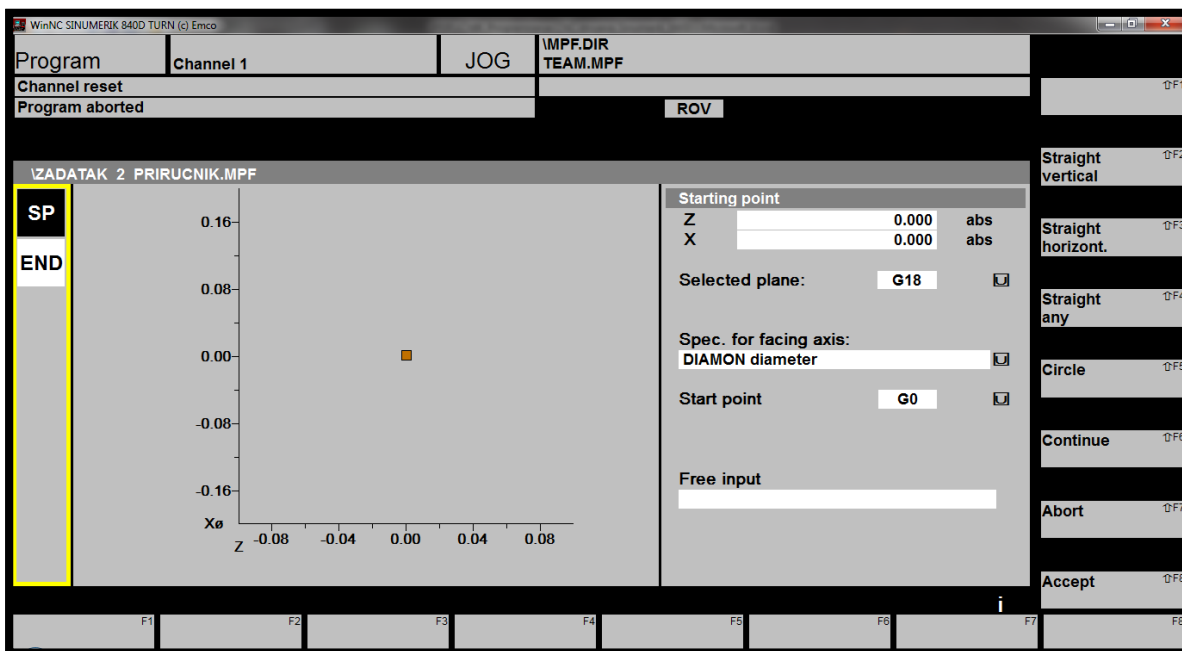 WinNC SINUMERIK 840D TURN (c) Emco
Program
Channel 1
JOG
\MPF.DIR
TEAM.MPF
Channel reset
Program aborted
ROV
\ZADATAK 2 PRIRUCNIK.MPF
SP
END
0.16
0.08
0.00
-0.08
-0.16
Xø
Z
-0.08 -0.04 0.00 0.04 0.08
Starting point
Z 0.000 abs
X 0.000 abs
Selected plane: G18
Spec. for facing axis:
DIAMON diameter
Start point G0
Free input
⇧F1
Straight vertical ⇧F2
Straight horizont. ⇧F3
Straight any ⇧F4
Circle ⇧F5
Continue ⇧F6
Abort ⇧F7
Accept ⇧F8
i
F1 F2 F3 F4 F5 F6 F7 F8